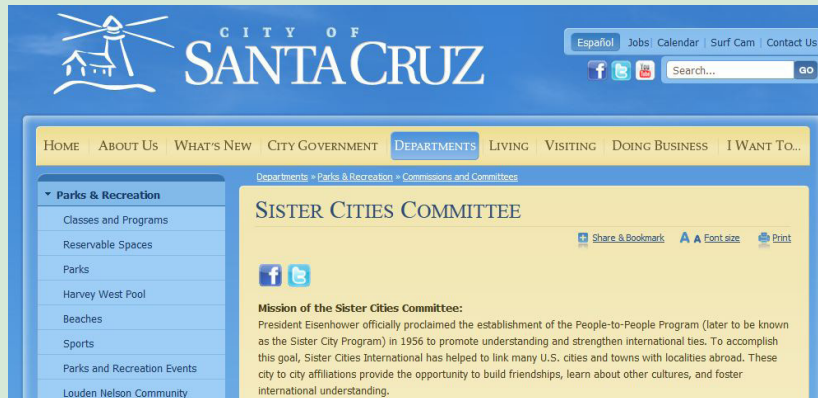 CITY OF
SANTA CRUZ
Español Jobs | Calendar | Surf Cam | Contact Us
Search... GO
HOME ABOUT US WHAT'S NEW CITY GOVERNMENT DEPARTMENTS LIVING VISITING DOING BUSINESS I WANT TO...
Departments » Parks & Recreation » Commissions and Committees
Parks & Recreation
Classes and Programs
Reservable Spaces
Parks
Harvey West Pool
Beaches
Sports
Parks and Recreation Events
Louden Nelson Community
SISTER CITIES COMMITTEE
Share & Bookmark A A Font size Print
Mission of the Sister Cities Committee:
President Eisenhower officially proclaimed the establishment of the People-to-People Program (later to be known
as the Sister City Program) in 1956 to promote understanding and strengthen international ties. To accomplish
this goal, Sister Cities International has helped to link many U.S. cities and towns with localities abroad. These
city to city affiliations provide the opportunity to build friendships, learn about other cultures, and foster
international understanding.